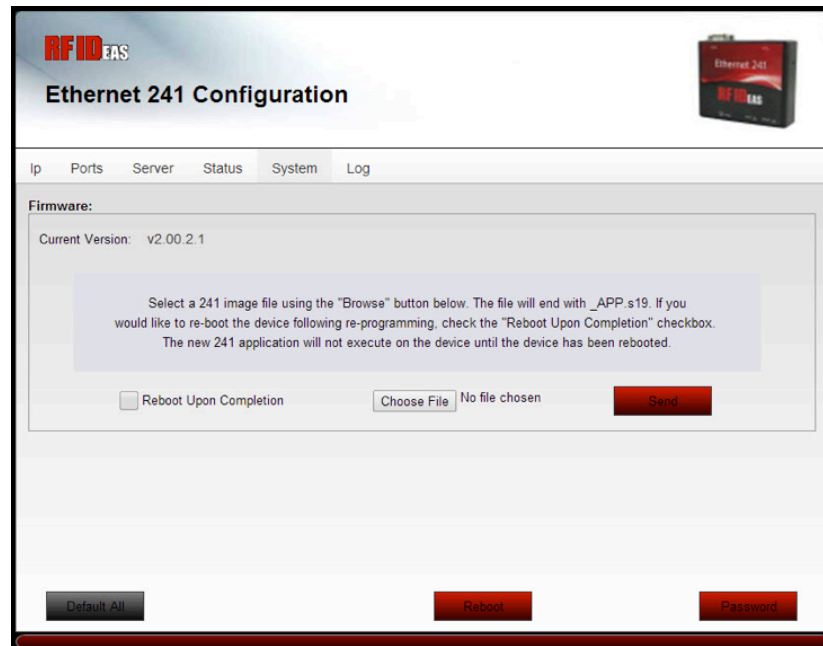 RFIDEAS
Ethernet 241 Configuration
Ethernet 241
RFIDEAS
Ip Ports Server Status System Log
Firmware:
Current Version: v2.00.2.1
Select a 241 image file using the "Browse" button below. The file will end with _APP.s19. If you
would like to re-boot the device following re-programming, check the "Reboot Upon Completion" checkbox.
The new 241 application will not execute on the device until the device has been rebooted.
Reboot Upon Completion Choose File No file chosen Send
Default All Reboot Password